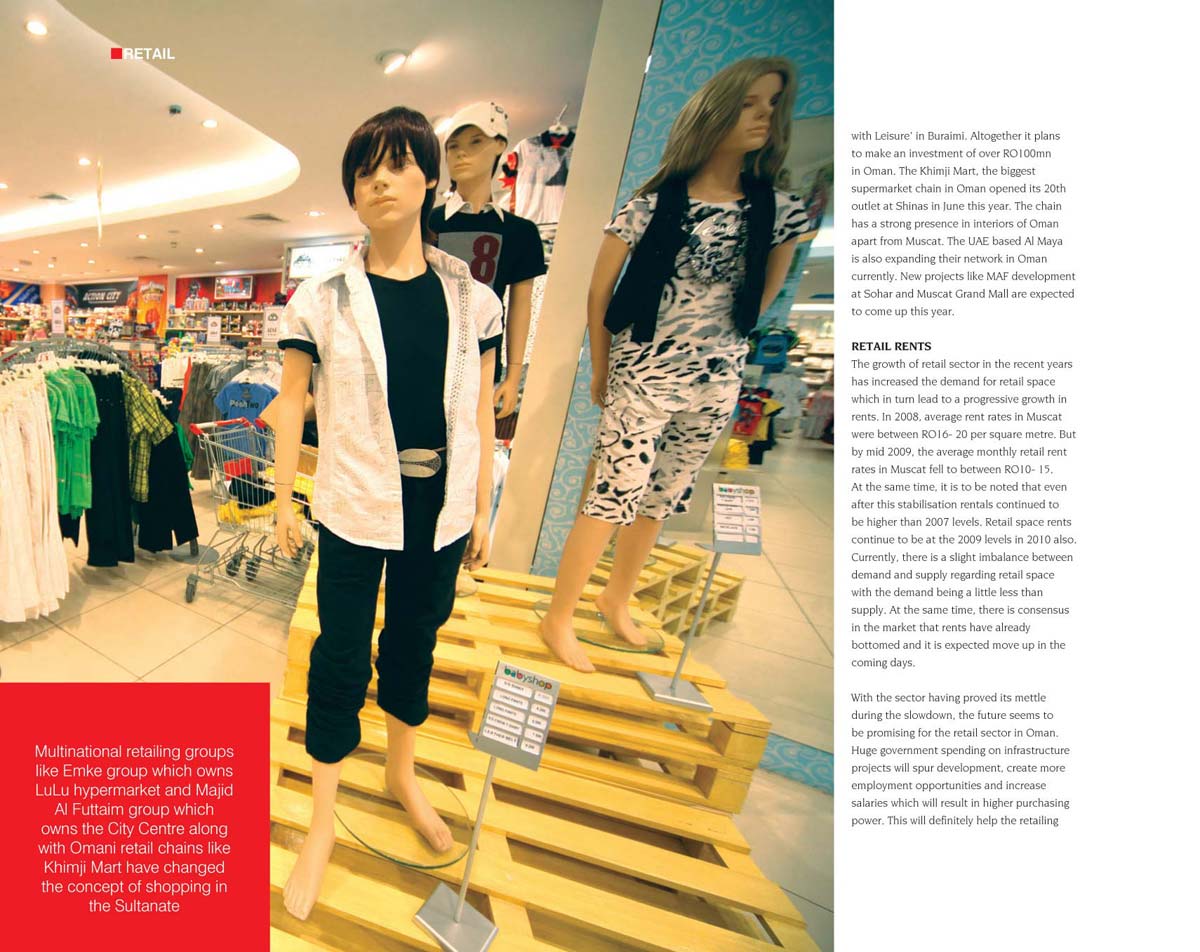 RETAIL
ACTION CITY
8
babyshop
babyshop
Multinational retailing groups
like Emke group which owns
LuLu hypermarket and Majid
Al Futtaim group which
owns the City Centre along
with Omani retail chains like
Khimji Mart have changed
the concept of shopping in
the Sultanate
with Leisure’ in Buraimi. Altogether it plans
to make an investment of over RO100mn
in Oman. The Khimji Mart, the biggest
supermarket chain in Oman opened its 20th
outlet at Shinas in June this year. The chain
has a strong presence in interiors of Oman
apart from Muscat. The UAE based Al Maya
is also expanding their network in Oman
currently. New projects like MAF development
at Sohar and Muscat Grand Mall are expected
to come up this year.
RETAIL RENTS
The growth of retail sector in the recent years
has increased the demand for retail space
which in turn lead to a progressive growth in
rents. In 2008, average rent rates in Muscat
were between RO16- 20 per square metre. But
by mid 2009, the average monthly retail rent
rates in Muscat fell to between RO10- 15.
At the same time, it is to be noted that even
after this stabilisation rentals continued to
be higher than 2007 levels. Retail space rents
continue to be at the 2009 levels in 2010 also.
Currently, there is a slight imbalance between
demand and supply regarding retail space
with the demand being a little less than
supply. At the same time, there is consensus
in the market that rents have already
bottomed and it is expected move up in the
coming days.
With the sector having proved its mettle
during the slowdown, the future seems to
be promising for the retail sector in Oman.
Huge government spending on infrastructure
projects will spur development, create more
employment opportunities and increase
salaries which will result in higher purchasing
power. This will definitely help the retailing